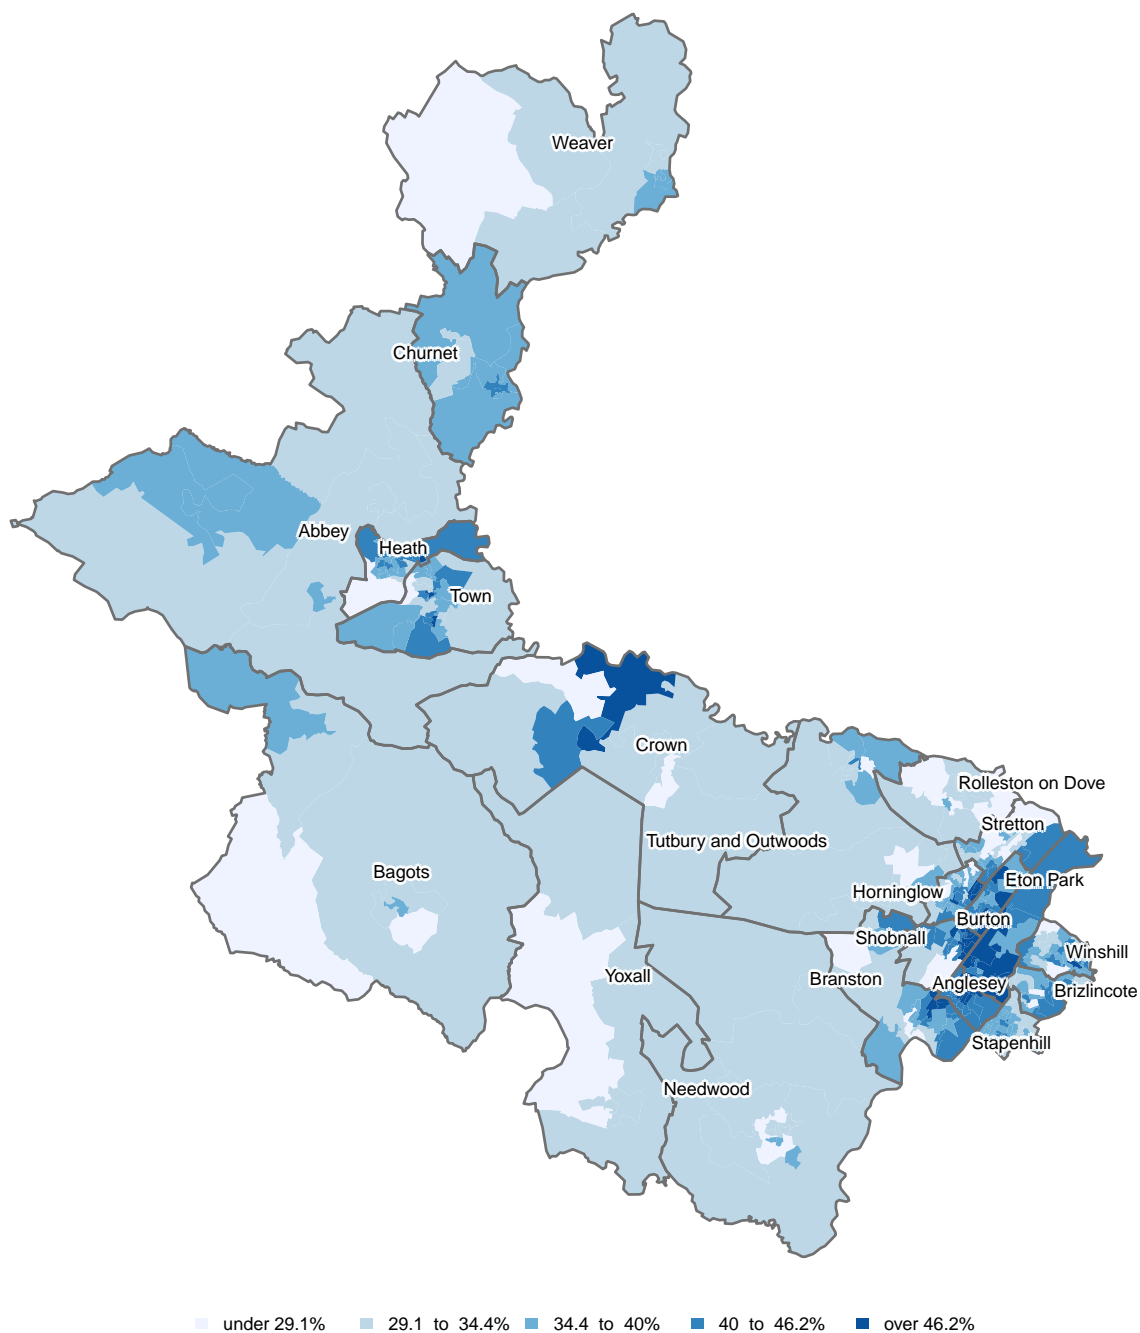 Weaver
Churnet
Abbey
Heath
Town
Crown
Rolleston on Dove
Stretton
Tutbury and Outwoods
Bagots
Eton Park
Horninglow
Burton
Shobnall
Winshill
Yoxall
Branston
Anglesey
Brizlincote
Stapenhill
Needwood
under 29.1% 29.1 to 34.4% 34.4 to 40% 40 to 46.2% over 46.2%